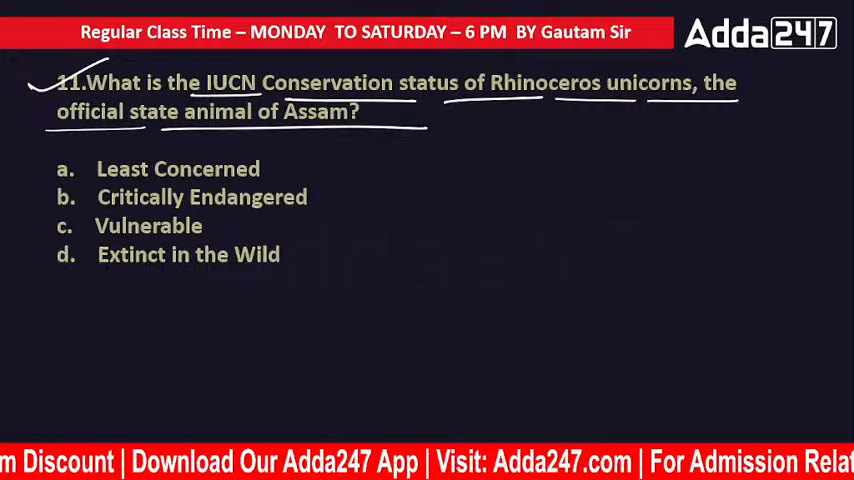 Regular Class Time – MONDAY TO SATURDAY – 6 PM BY Gautam Sir
Adda247
11.What is the IUCN Conservation status of Rhinoceros unicorns, the
official state animal of Assam?
a. Least Concerned
b. Critically Endangered
c. Vulnerable
d. Extinct in the Wild
m Discount | Download Our Adda247 App | Visit: Adda247.com | For Admission Rela